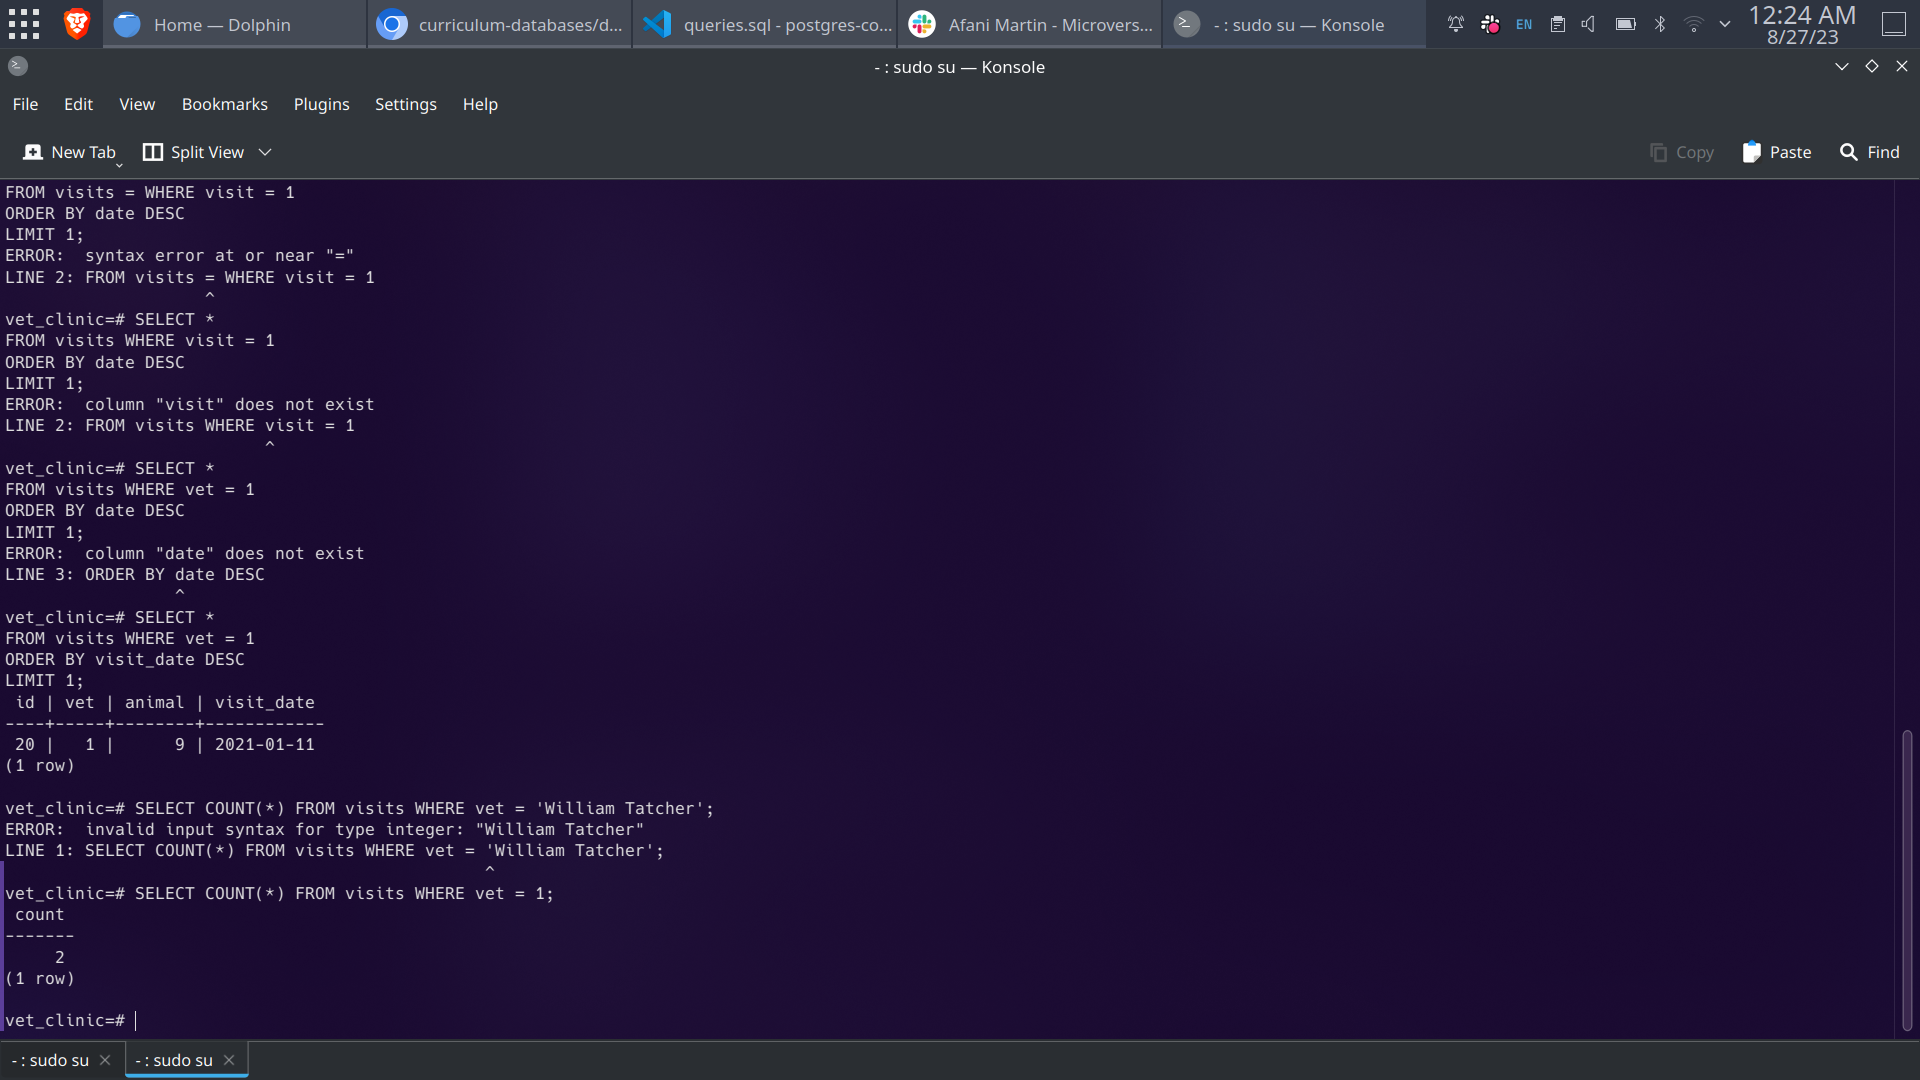 Home — Dolphin
curriculum-databases/d...
queries.sql - postgres-co...
Afani Martin - Microvers...
- : sudo su — Konsole
EN
12:24 AM
8/27/23
- : sudo su — Konsole
File Edit View Bookmarks Plugins Settings Help
New Tab Split View Copy Paste Find
FROM visits = WHERE visit = 1
ORDER BY date DESC
LIMIT 1;
ERROR:  syntax error at or near "="
LINE 2: FROM visits = WHERE visit = 1
                    ^
vet_clinic=# SELECT *
FROM visits WHERE visit = 1
ORDER BY date DESC
LIMIT 1;
ERROR:  column "visit" does not exist
LINE 2: FROM visits WHERE visit = 1
                          ^
vet_clinic=# SELECT *
FROM visits WHERE vet = 1
ORDER BY date DESC
LIMIT 1;
ERROR:  column "date" does not exist
LINE 3: ORDER BY date DESC
                 ^
vet_clinic=# SELECT *
FROM visits WHERE vet = 1
ORDER BY visit_date DESC
LIMIT 1;
 id | vet | animal | visit_date
----+-----+--------+------------
 20 |   1 |      9 | 2021-01-11
(1 row)
vet_clinic=# SELECT COUNT(*) FROM visits WHERE vet = 'William Tatcher';
ERROR:  invalid input syntax for type integer: "William Tatcher"
LINE 1: SELECT COUNT(*) FROM visits WHERE vet = 'William Tatcher';
                                                ^
vet_clinic=# SELECT COUNT(*) FROM visits WHERE vet = 1;
 count
-------
     2
(1 row)
vet_clinic=#
- : sudo su
- : sudo su